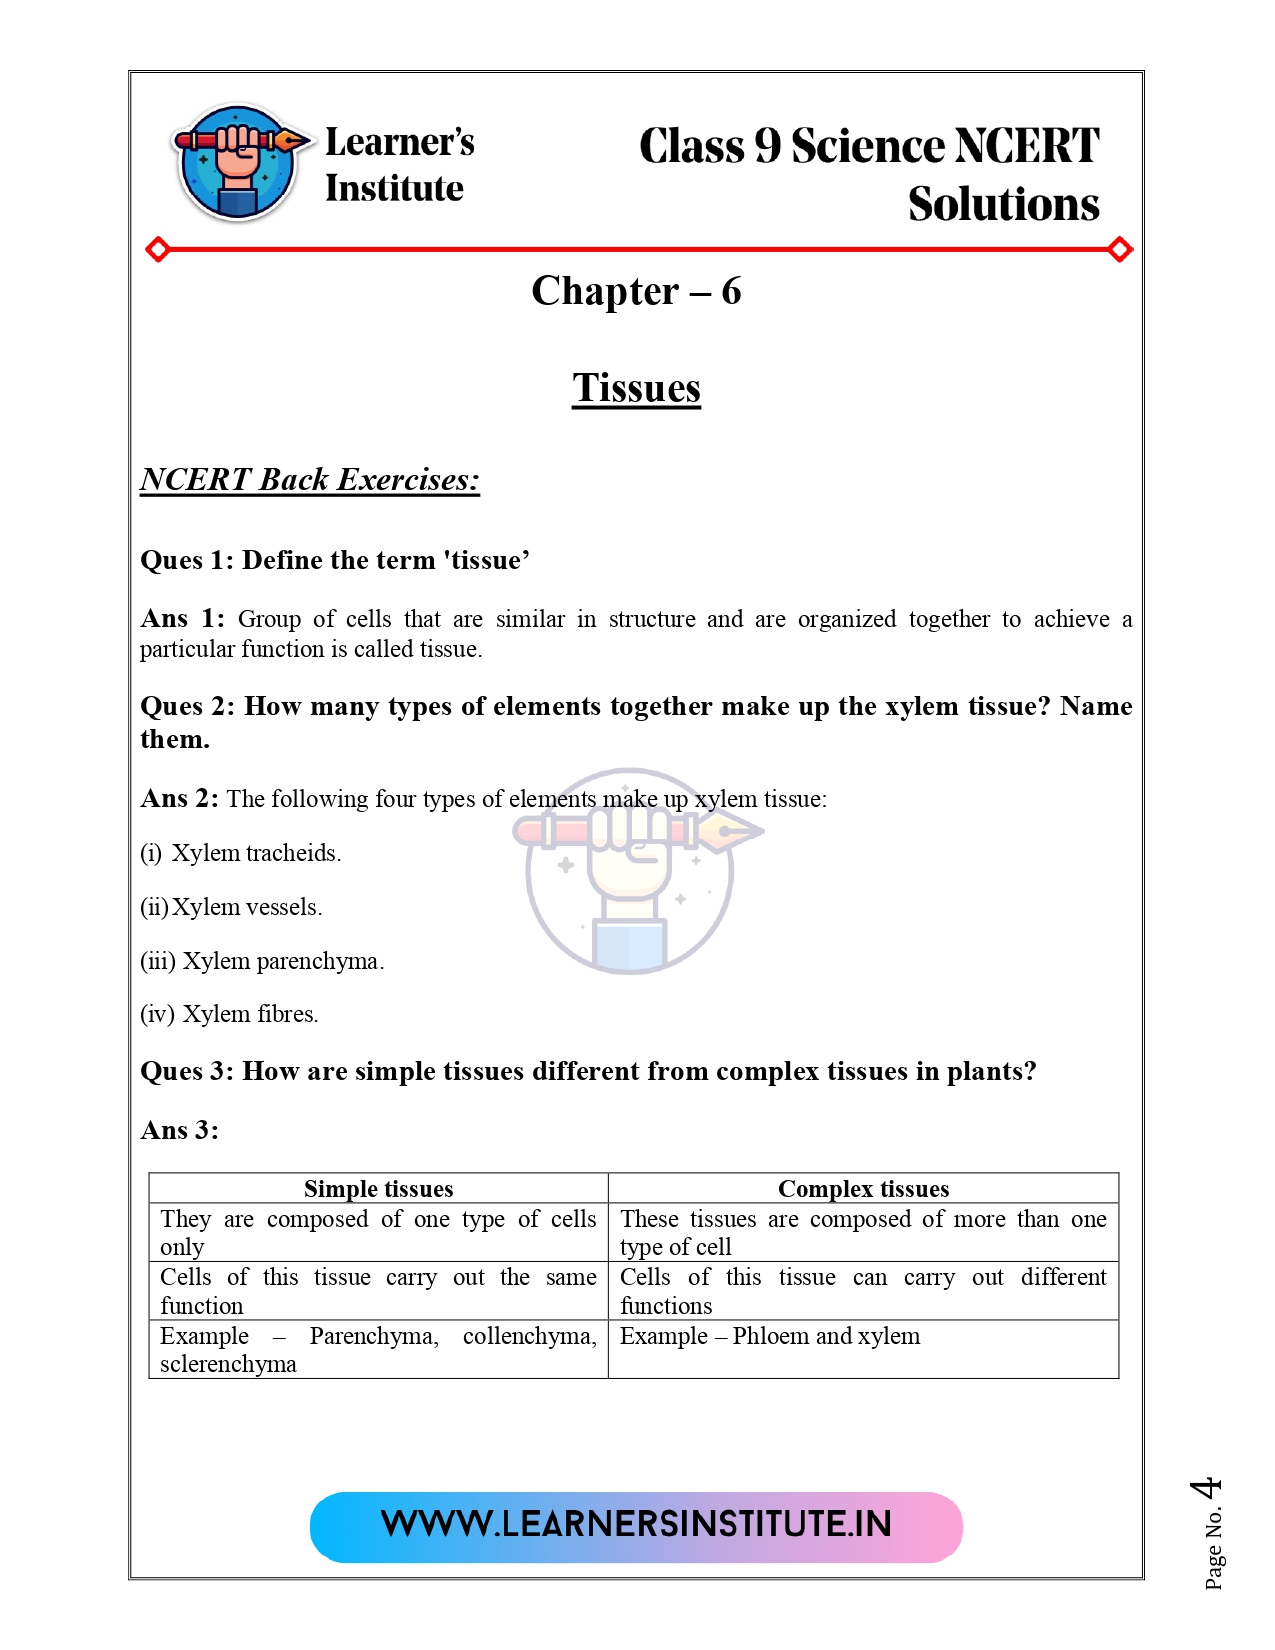 Learner's
Institute
Class 9 Science NCERT
Solutions
Chapter – 6
Tissues
NCERT Back Exercises:
Ques 1: Define the term 'tissue’
Ans 1: Group of cells that are similar in structure and are organized together to achieve a
particular function is called tissue.
Ques 2: How many types of elements together make up the xylem tissue? Name
them.
Ans 2: The following four types of elements make up xylem tissue:
(i) Xylem tracheids.
(ii) Xylem vessels.
(iii) Xylem parenchyma.
(iv) Xylem fibres.
Ques 3: How are simple tissues different from complex tissues in plants?
Ans 3:
Simple tissues Complex tissues
They are composed of one type of cells
only
These tissues are composed of more than one
type of cell
Cells of this tissue carry out the same
function
Cells of this tissue can carry out different
functions
Example – Parenchyma, collenchyma,
sclerenchyma
Example – Phloem and xylem
WWW.LEARNERSINSTITUTE.IN
Page No. 4